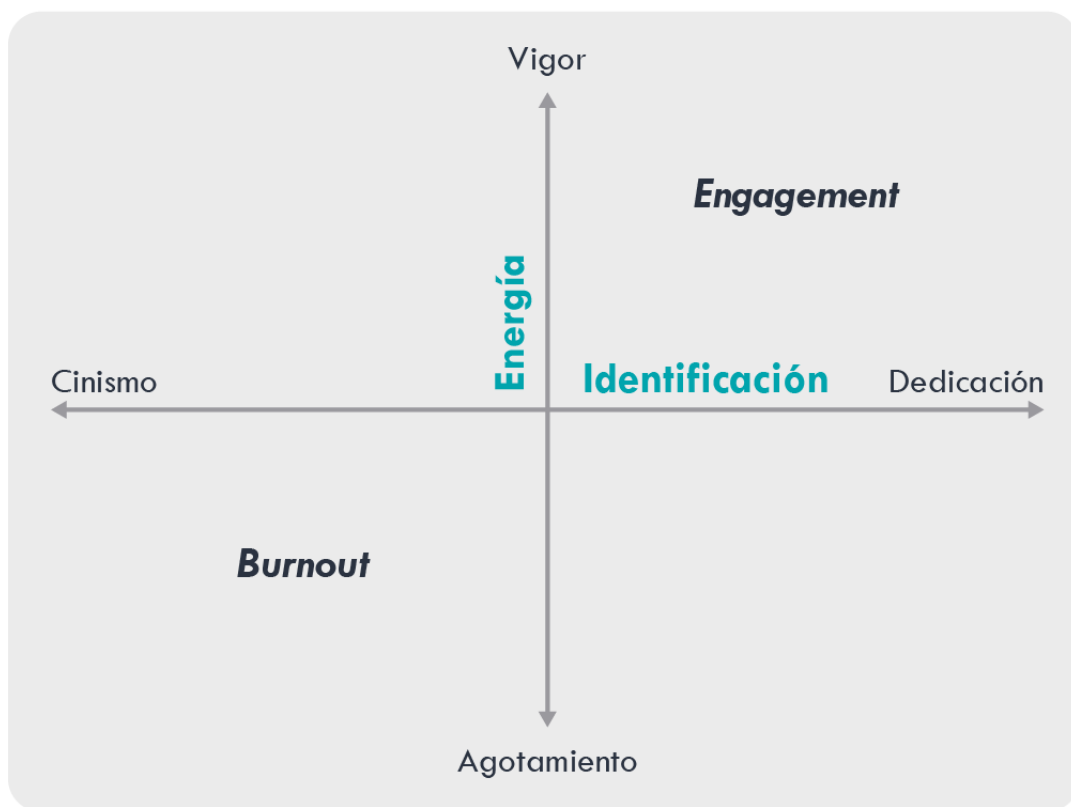 Vigor
Engagement
Energía
Cinismo
Identificación
Dedicación
Burnout
Agotamiento